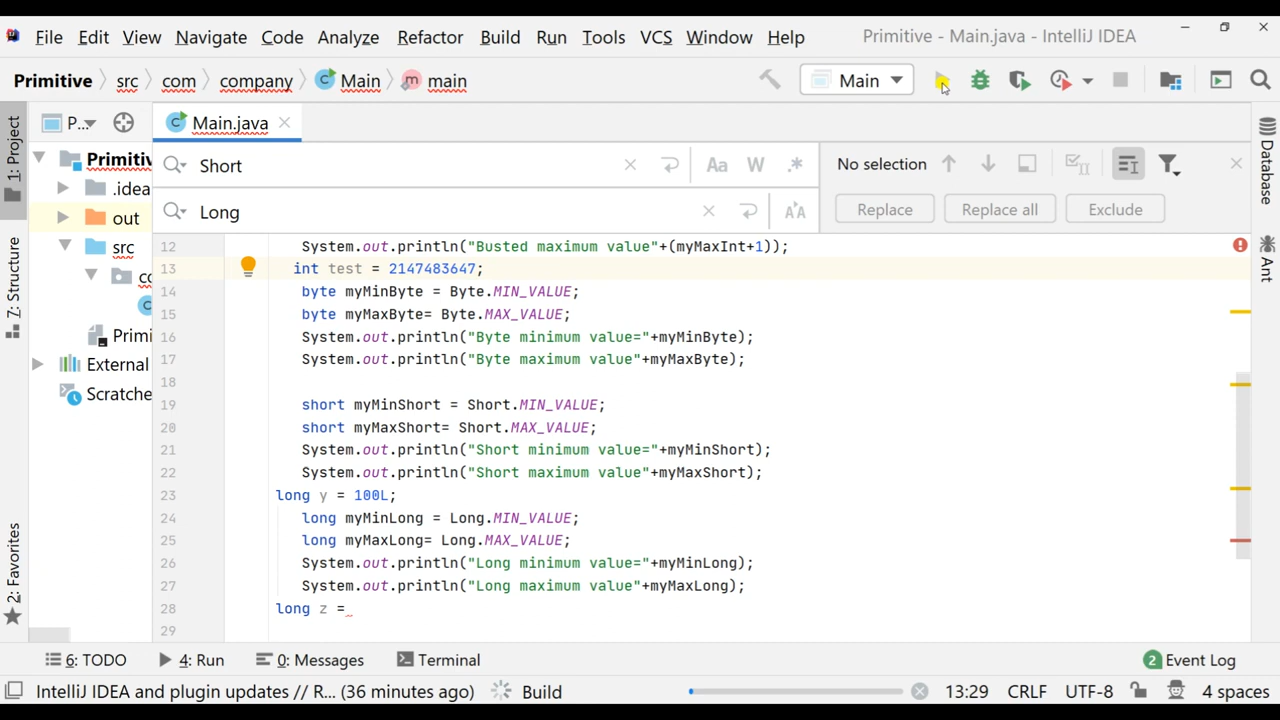 File Edit View Navigate Code Analyze Refactor Build Run Tools VCS Window Help Primitive - Main.java - IntelliJ IDEA
Primitive src com company Main main Main
1: Project P.. Main.java
Short Aa W .* No selection
Long Replace Replace all Exclude
Primitiv
.idea
out
src
Primi
External
Scratche
7: Structure
2: Favorites
12 System.out.println("Busted maximum value"+(myMaxInt+1));
13 int test = 2147483647;
14 byte myMinByte = Byte.MIN_VALUE;
15 byte myMaxByte= Byte.MAX_VALUE;
16 System.out.println("Byte minimum value="+myMinByte);
17 System.out.println("Byte maximum value"+myMaxByte);
18
19 short myMinShort = Short.MIN_VALUE;
20 short myMaxShort= Short.MAX_VALUE;
21 System.out.println("Short minimum value="+myMinShort);
22 System.out.println("Short maximum value"+myMaxShort);
23 long y = 100L;
24 long myMinLong = Long.MIN_VALUE;
25 long myMaxLong= Long.MAX_VALUE;
26 System.out.println("Long minimum value="+myMinLong);
27 System.out.println("Long maximum value"+myMaxLong);
28 long z =
29
Database
Ant
6: TODO 4: Run 0: Messages Terminal 2 Event Log
IntelliJ IDEA and plugin updates // R... (36 minutes ago) Build 13:29 CRLF UTF-8 4 spaces